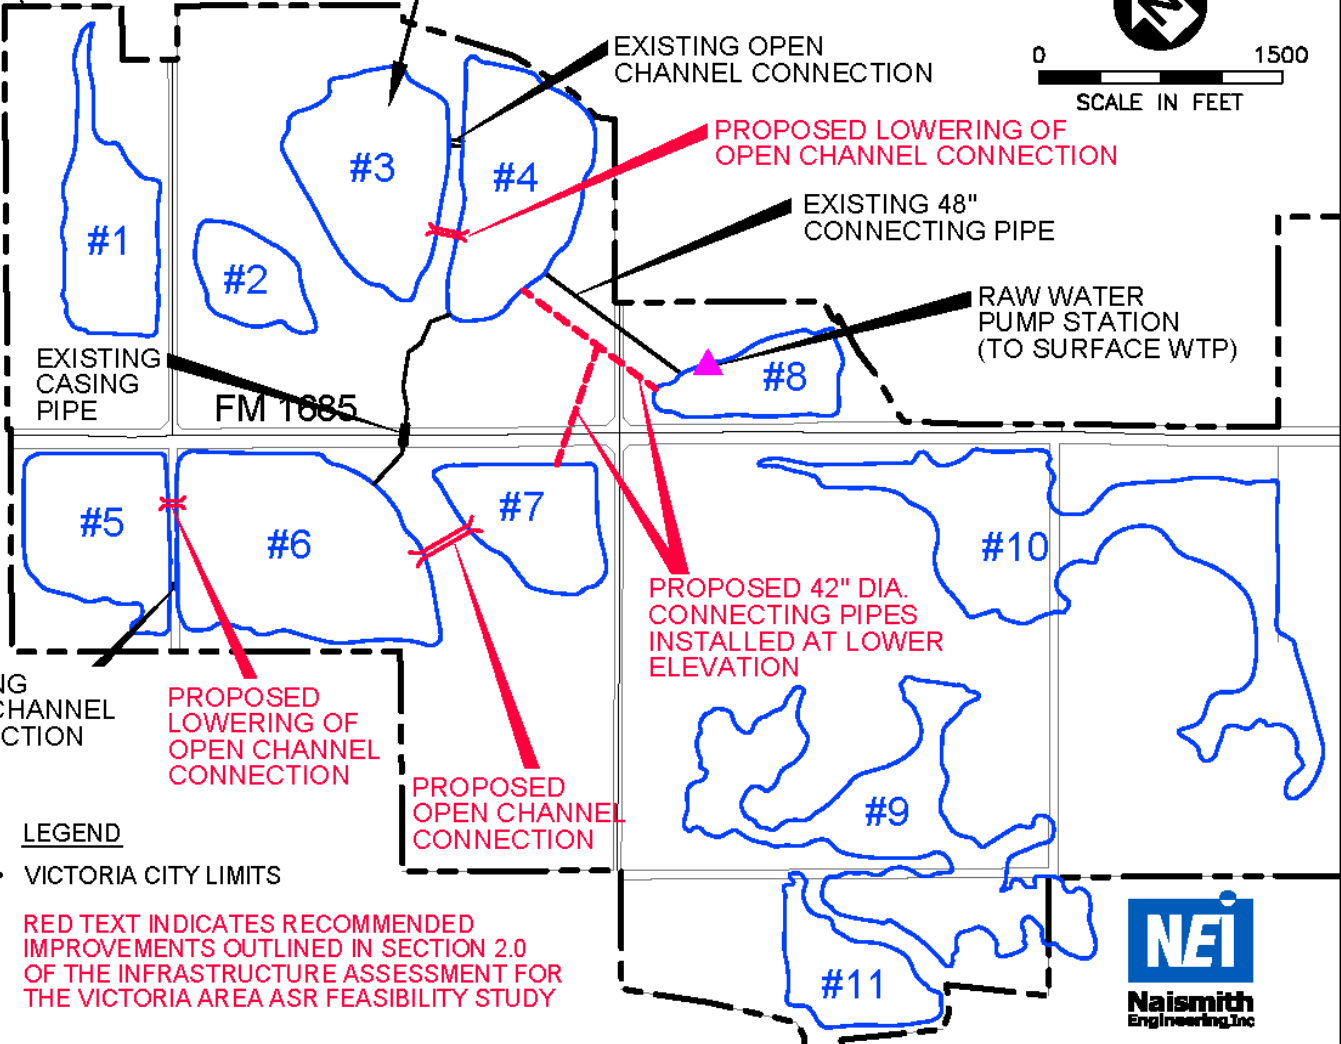 EXISTING OPEN
CHANNEL CONNECTION
0 1500
SCALE IN FEET
PROPOSED LOWERING OF
OPEN CHANNEL CONNECTION
#3
#4
EXISTING 48"
CONNECTING PIPE
#1
#2
RAW WATER
PUMP STATION
(TO SURFACE WTP)
EXISTING
CASING
PIPE
#8
FM 1685
#5
#6
#7
#10
PROPOSED 42" DIA.
CONNECTING PIPES
INSTALLED AT LOWER
ELEVATION
NG
CHANNEL
CTION
PROPOSED
LOWERING OF
OPEN CHANNEL
CONNECTION
PROPOSED
OPEN CHANNEL
CONNECTION
#9
LEGEND
VICTORIA CITY LIMITS
RED TEXT INDICATES RECOMMENDED
IMPROVEMENTS OUTLINED IN SECTION 2.0
OF THE INFRASTRUCTURE ASSESSMENT FOR
THE VICTORIA AREA ASR FEASIBILITY STUDY
#11
NEi
Naismith
Engineering,Inc